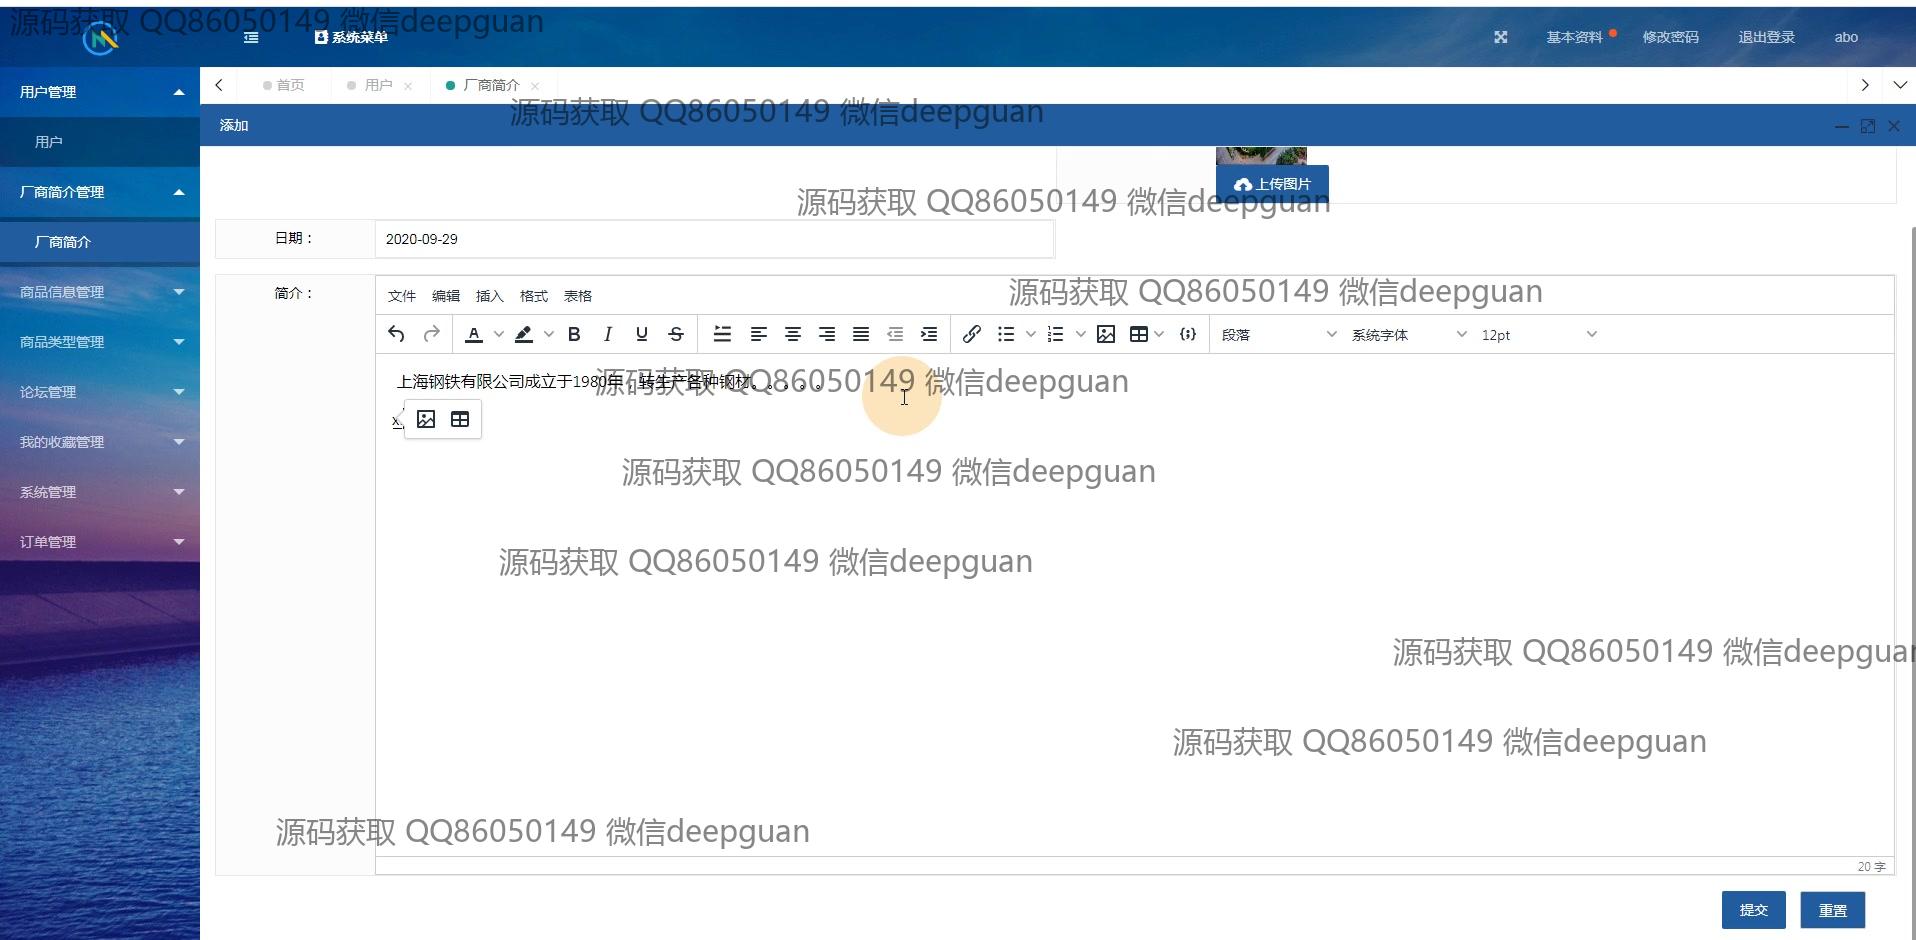 源码获取 QQ86050149 微信deepguan
系统菜单
基本资料
修改密码
退出登录
abo
用户管理
用户
厂商简介管理
厂商简介
商品信息管理
商品类型管理
论坛管理
我的收藏管理
系统管理
订单管理
首页
用户
厂商简介
源码获取 QQ86050149 微信deepguan
添加
上传图片
源码获取 QQ86050149 微信deepguan
日期：
2020-09-29
简介：
文件 编辑 插入 格式 表格
源码获取 QQ86050149 微信deepguan
段落
系统字体
12pt
上海钢铁有限公司成立于1980年，转生产各种钢材。。。。。
源码获取 QQ86050149 微信deepguan
x
源码获取 QQ86050149 微信deepguan
源码获取 QQ86050149 微信deepguan
源码获取 QQ86050149 微信deepguan
源码获取 QQ86050149 微信deepguan
源码获取 QQ86050149 微信deepguan
20 字
提交
重置